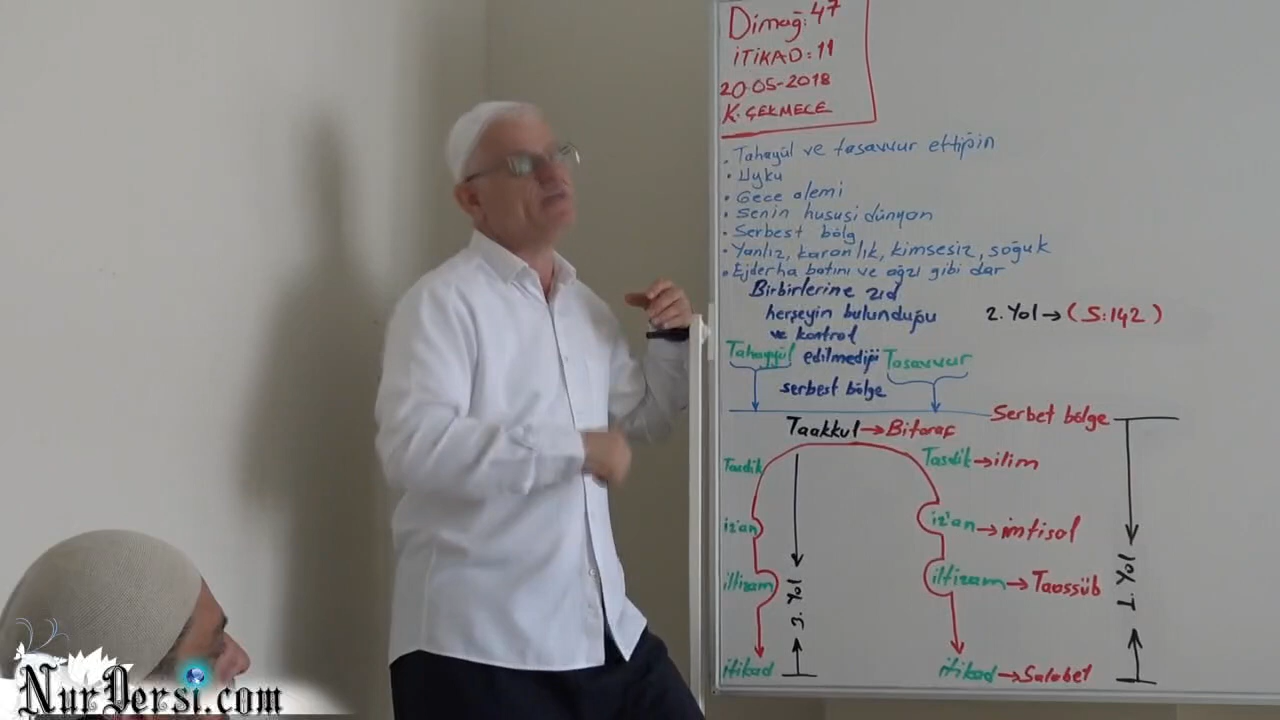 Dimağ: 47
İTİKAD: 11
20-05-2018
K. ÇEKMECE
• Tahayül ve tasavvur ettiğin
• Uyku
• Gece alemi
• Senin hususi dünyan
• Serbest bölg
• Yanlız, karanlık, kimsesiz, soğuk
• Ejderha batını ve ağzı gibi dar
Birbirlerine zıd
herşeyin bulunduğu
ve kontrol
2. Yol → (S:142)
Tahayyül edilmediği Tasavvur
serbest bölge
Serbet bölge
Taakkul → Bitaraf
Tasdik Tasdik → ilim
iz'an iz'an → imtisal
iltizam iltizam → Taassüb
3. Yol 1. Yol
itikad itikad → Salabet
NurDersi.com